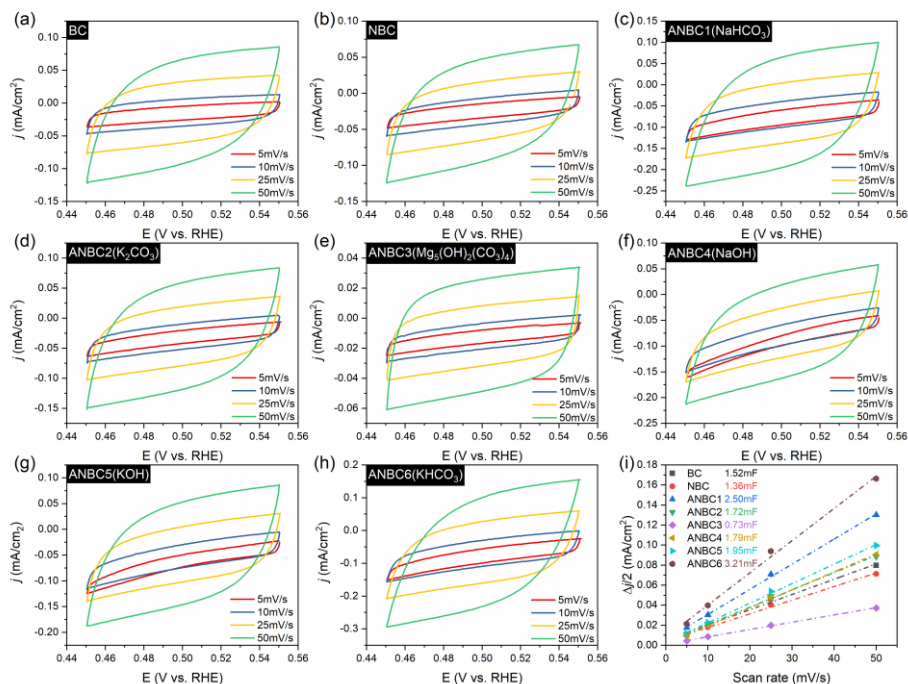 (a) BC
0.10
0.05
0.00
-0.05
-0.10
-0.15
j (mA/cm²)
5mV/s
10mV/s
25mV/s
50mV/s
0.44 0.46 0.48 0.50 0.52 0.54 0.56
E (V vs. RHE)
(b) NBC
0.10
0.05
0.00
-0.05
-0.10
-0.15
j (mA/cm²)
5mV/s
10mV/s
25mV/s
50mV/s
0.44 0.46 0.48 0.50 0.52 0.54 0.56
E (V vs. RHE)
(c) ANBC1(NaHCO₃)
0.10
0.05
0.00
-0.05
-0.10
-0.15
-0.20
-0.25
j (mA/cm²)
5mV/s
10mV/s
25mV/s
50mV/s
0.44 0.46 0.48 0.50 0.52 0.54 0.56
E (V vs. RHE)
(d) ANBC2(K₂CO₃)
0.10
0.05
0.00
-0.05
-0.10
-0.15
j (mA/cm²)
5mV/s
10mV/s
25mV/s
50mV/s
0.44 0.46 0.48 0.50 0.52 0.54 0.56
E (V vs. RHE)
(e) ANBC3(Mg₅(OH)₂(CO₃)₄)
0.04
0.02
0.00
-0.02
-0.04
-0.06
j (mA/cm²)
5mV/s
10mV/s
25mV/s
50mV/s
0.44 0.46 0.48 0.50 0.52 0.54 0.56
E (V vs. RHE)
(f) ANBC4(NaOH)
0.05
0.00
-0.05
-0.10
-0.15
-0.20
-0.25
j (mA/cm²)
5mV/s
10mV/s
25mV/s
50mV/s
0.44 0.46 0.48 0.50 0.52 0.54 0.56
E (V vs. RHE)
(g) ANBC5(KOH)
0.10
0.05
0.00
-0.05
-0.10
-0.15
-0.20
j (mA/cm₂)
5mV/s
10mV/s
25mV/s
50mV/s
0.44 0.46 0.48 0.50 0.52 0.54 0.56
E (V vs. RHE)
(h) ANBC6(KHCO₃)
0.2
0.1
0.0
-0.1
-0.2
-0.3
j (mA/cm²)
5mV/s
10mV/s
25mV/s
50mV/s
0.44 0.46 0.48 0.50 0.52 0.54 0.56
E (V vs. RHE)
(i)
0.18
0.16
0.14
0.12
0.10
0.08
0.06
0.04
0.02
0.00
Δj/2 (mA/cm²)
BC 1.52mF
NBC 1.36mF
ANBC1 2.50mF
ANBC2 1.72mF
ANBC3 0.73mF
ANBC4 1.79mF
ANBC5 1.95mF
ANBC6 3.21mF
0 10 20 30 40 50
Scan rate (mV/s)